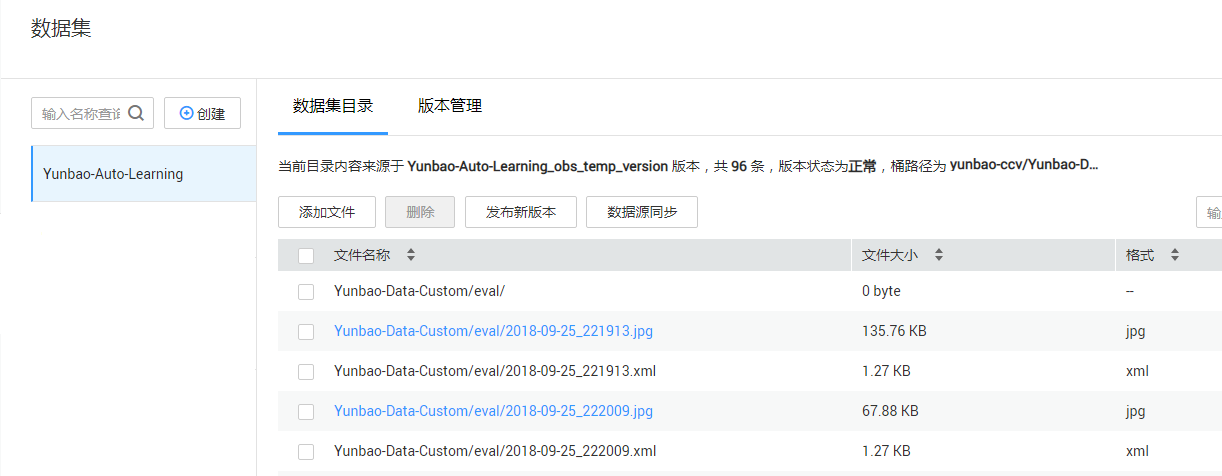 数据集
输入名称查询
创建
Yunbao-Auto-Learning
数据集目录 版本管理
当前目录内容来源于 Yunbao-Auto-Learning_obs_temp_version 版本，共 96 条，版本状态为正常，桶路径为 yunbao-ccv/Yunbao-D...
添加文件 删除 发布新版本 数据源同步 输
文件名称 文件大小 格式
Yunbao-Data-Custom/eval/ 0 byte --
Yunbao-Data-Custom/eval/2018-09-25_221913.jpg 135.76 KB jpg
Yunbao-Data-Custom/eval/2018-09-25_221913.xml 1.27 KB xml
Yunbao-Data-Custom/eval/2018-09-25_222009.jpg 67.88 KB jpg
Yunbao-Data-Custom/eval/2018-09-25_222009.xml 1.27 KB xml